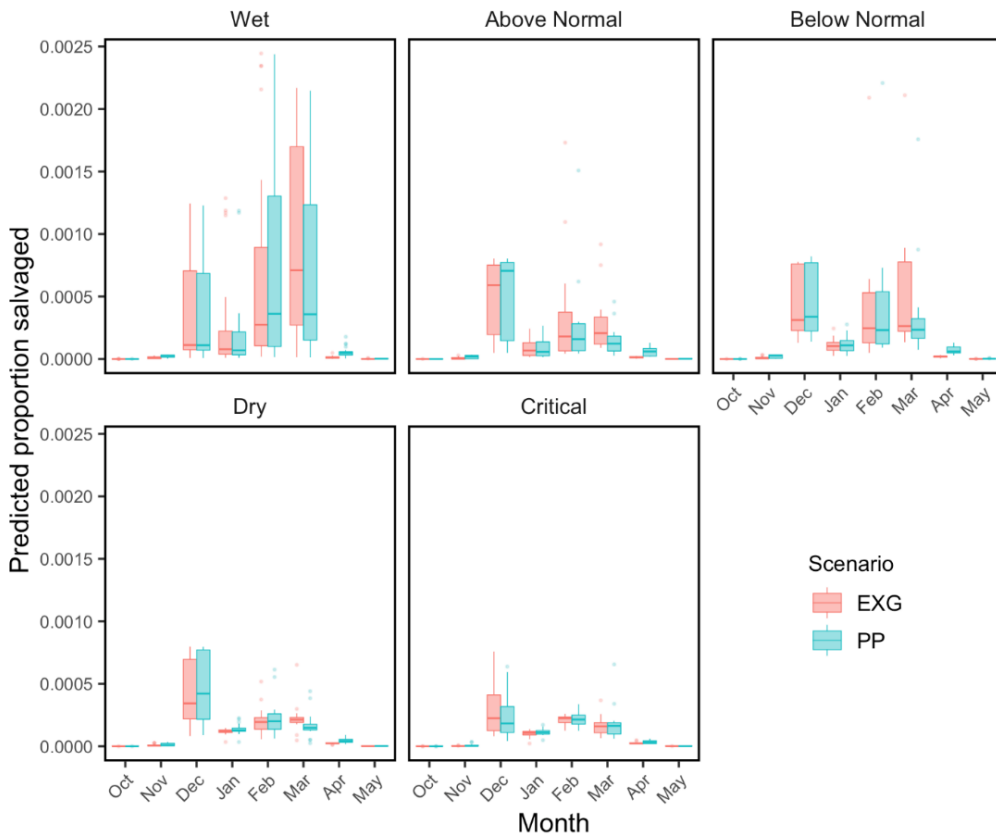 Wet
Above Normal
Below Normal
0.0025
0.0020
0.0015
0.0010
0.0005
0.0000
Oct
Nov
Dec
Jan
Feb
Mar
Apr
May
Dry
Critical
0.0025
0.0020
0.0015
0.0010
0.0005
0.0000
Oct
Nov
Dec
Jan
Feb
Mar
Apr
May
Oct
Nov
Dec
Jan
Feb
Mar
Apr
May
Predicted proportion salvaged
Month
Scenario
EXG
PP